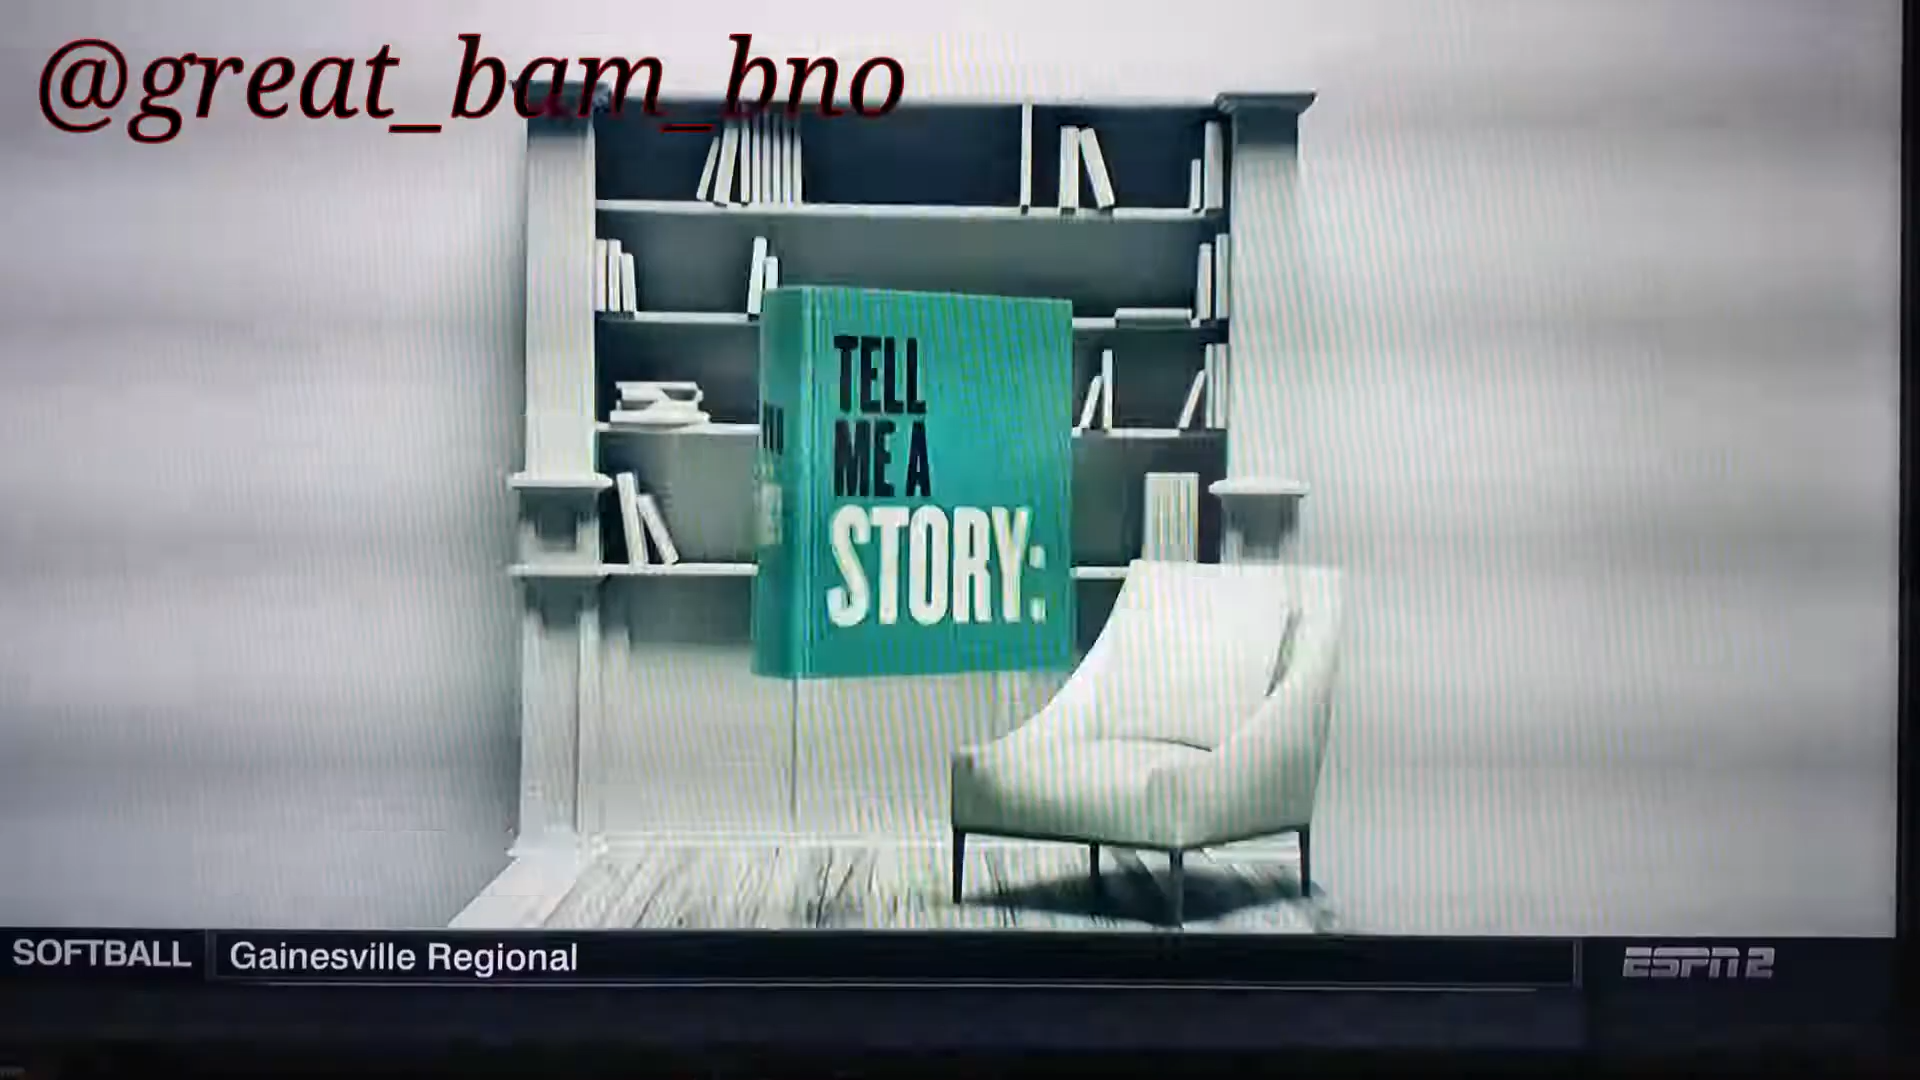 @great_bam_bno
TELL
ME A
STORY:
SOFTBALL
Gainesville Regional
ESPN2